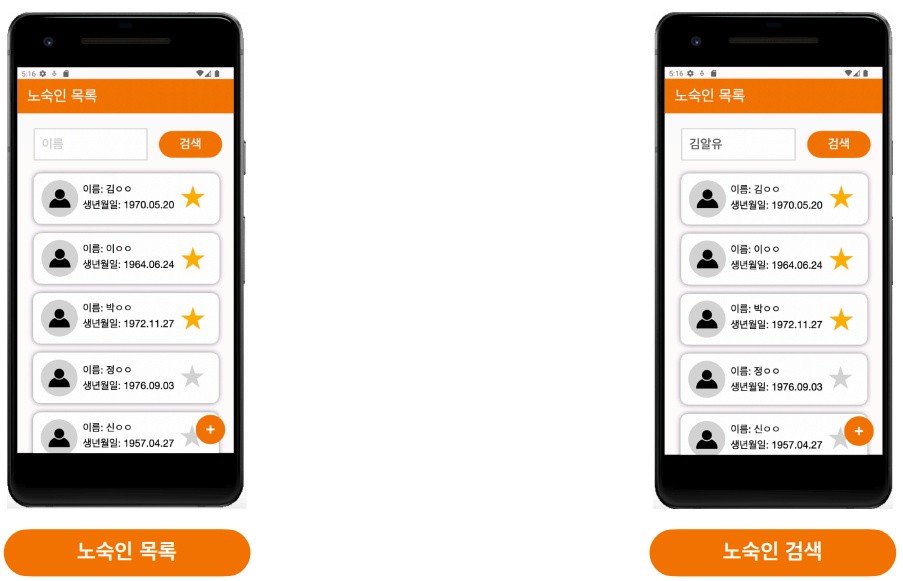 5:16
노숙인 목록
이름
검색
이름: 김ㅇㅇ
생년월일: 1970.05.20
이름: 이ㅇㅇ
생년월일: 1964.06.24
이름: 박ㅇㅇ
생년월일: 1972.11.27
이름: 정ㅇㅇ
생년월일: 1976.09.03
이름: 신ㅇㅇ
생년월일: 1957.04.27
+
노숙인 목록
5:16
노숙인 목록
김알유
검색
이름: 김ㅇㅇ
생년월일: 1970.05.20
이름: 이ㅇㅇ
생년월일: 1964.06.24
이름: 박ㅇㅇ
생년월일: 1972.11.27
이름: 정ㅇㅇ
생년월일: 1976.09.03
이름: 신ㅇㅇ
생년월일: 1957.04.27
+
노숙인 검색